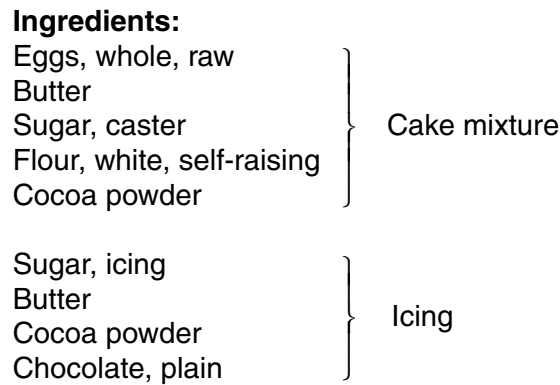 Ingredients:
Eggs, whole, raw
Butter
Sugar, caster
Flour, white, self-raising
Cocoa powder
Cake mixture
Sugar, icing
Butter
Cocoa powder
Chocolate, plain
Icing